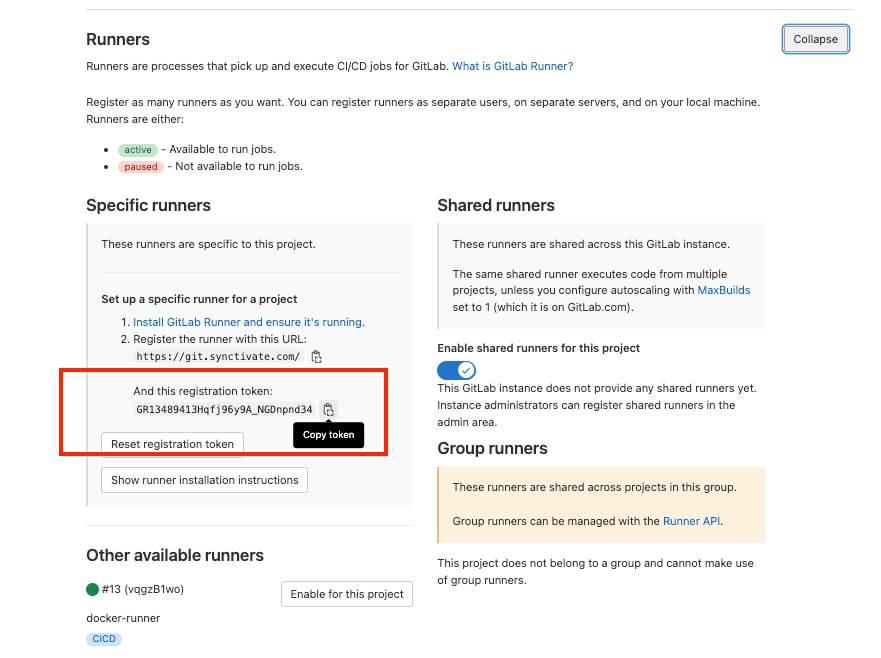 Runners
Collapse
Runners are processes that pick up and execute CI/CD jobs for GitLab. What is GitLab Runner?
Register as many runners as you want. You can register runners as separate users, on separate servers, and on your local machine.
Runners are either:
• active - Available to run jobs.
• paused - Not available to run jobs.
Specific runners
These runners are specific to this project.
Set up a specific runner for a project
1. Install GitLab Runner and ensure it's running.
2. Register the runner with this URL:
https://git.synctivate.com/
And this registration token:
GR13489413Hqfj96y9A_NGDnpnd34
Copy token
Reset registration token
Show runner installation instructions
Other available runners
#13 (vqgzB1wo)
Enable for this project
docker-runner
CICD
Shared runners
These runners are shared across this GitLab instance.
The same shared runner executes code from multiple
projects, unless you configure autoscaling with MaxBuilds
set to 1 (which it is on GitLab.com).
Enable shared runners for this project
This GitLab instance does not provide any shared runners yet.
Instance administrators can register shared runners in the
admin area.
Group runners
These runners are shared across projects in this group.
Group runners can be managed with the Runner API.
This project does not belong to a group and cannot make use
of group runners.